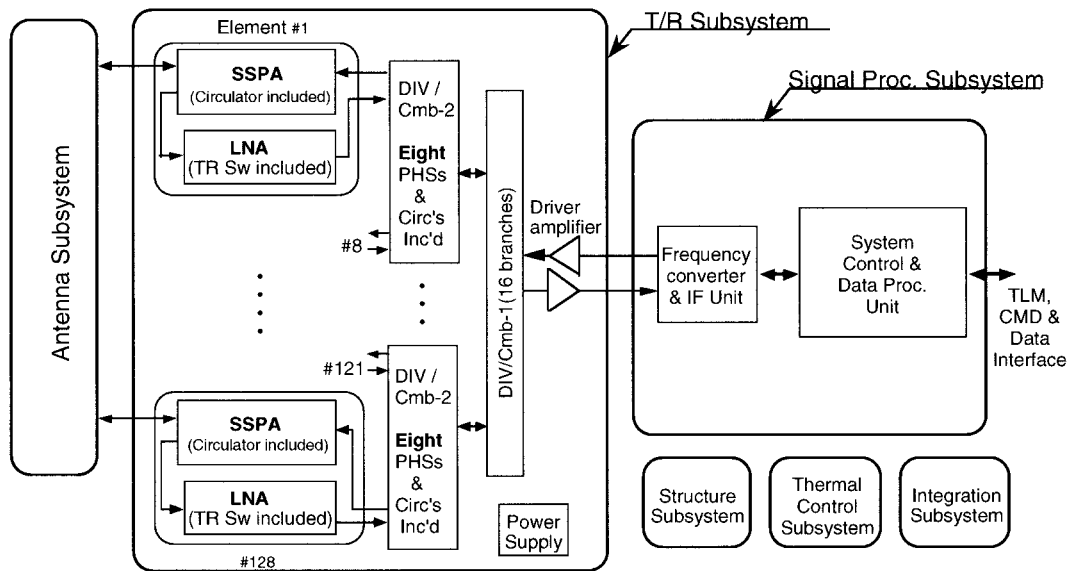 T/R Subsystem
Signal Proc. Subsystem
Antenna Subsystem
Element #1
SSPA
(Circulator included)
LNA
(TR Sw included)
DIV /
Cmb-2
Eight
PHSs
&
Circ's
Inc'd
#8
#121
DIV /
Cmb-2
Eight
PHSs
&
Circ's
Inc'd
SSPA
(Circulator included)
LNA
(TR Sw included)
#128
DIV/Cmb-1 (16 branches)
Driver
amplifier
Power
Supply
Frequency
converter
& IF Unit
System
Control &
Data Proc.
Unit
TLM,
CMD &
Data
Interface
Structure
Subsystem
Thermal
Control
Subsystem
Integration
Subsystem